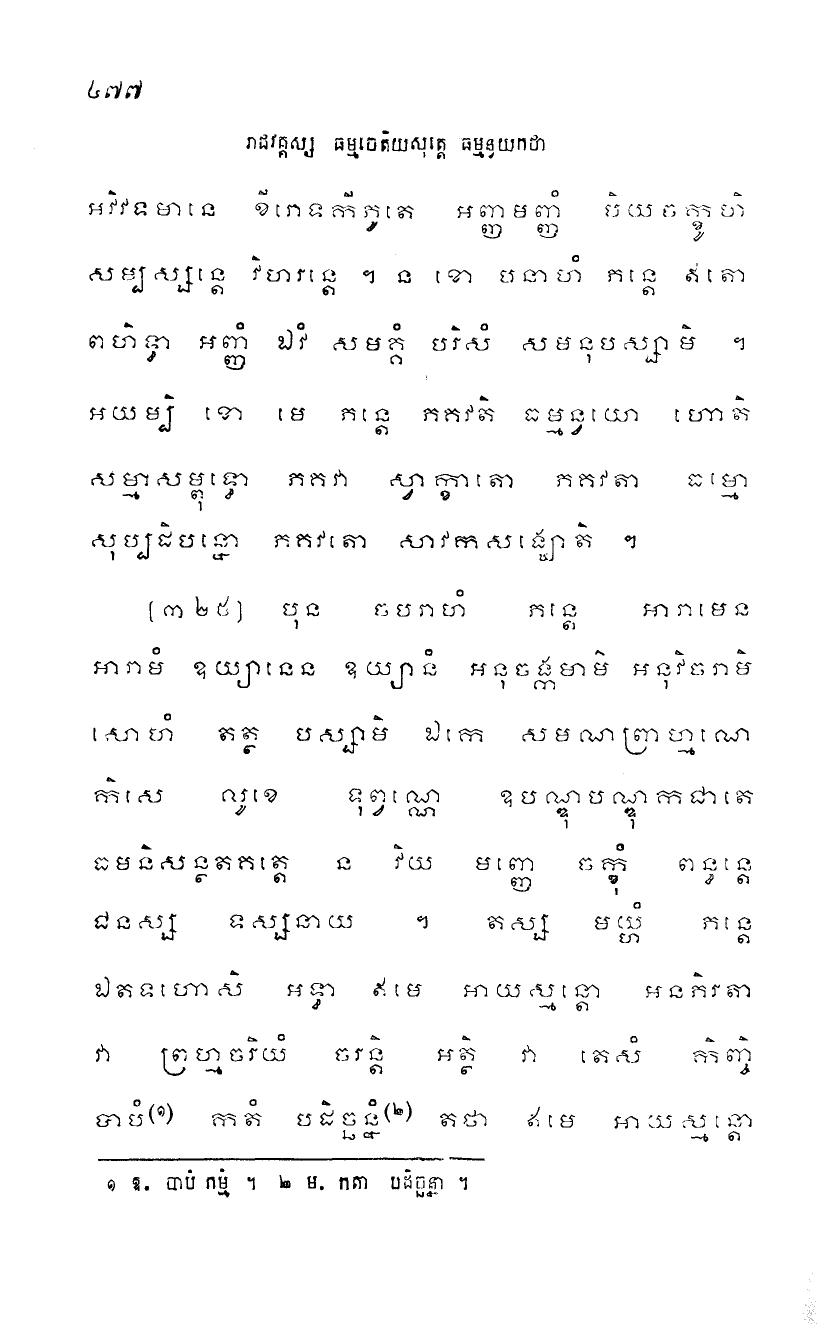 ៤៧៧
រាជវគ្គស្ស ធម្មចេតិយសុត្តេ ធម្មន្វយកថា
អវិវទមានេ ខីរោទកីភូតេ អញ្ញមញ្ញំ បិយចក្ខូហិ
សម្បស្សន្តេ វិហរន្តេ ។ ន ខោ បនាហំ ភន្តេ ឥតោ
ពហិទ្ធា អញ្ញំ ឯវំ សមគ្គំ បរិសំ សមនុបស្សាមិ ។
អយម្បិ ខោ មេ ភន្តេ ភគវតិ ធម្មន្វយោ ហោតិ
សម្មាសម្ពុទ្ធោ ភគវា ស្វាក្ខាតោ ភគវតា ធម្មោ
សុប្បដិបន្នោ ភគវតោ សាវកសង្ឃោតិ ។
[៣២៥] បុន ចបរាហំ ភន្តេ អារាមេន
អារាមំ ឧយ្យានេន ឧយ្យានំ អនុចង្កមាមិ អនុវិចរាមិ
សោហំ តត្ថ បស្សាមិ ឯកេ សមណព្រាហ្មណេ
កិសេ លូខេ ទុព្វណ្ណេ ឧបណ្ឌុបណ្ឌុកជាតេ
ធមនិសន្ថតគត្តេ ន វិយ មញ្ញេ ចក្ខុំ ពន្ធន្តេ
ជនស្ស ទស្សនាយ ។ តស្ស មយ្ហំ ភន្តេ
ឯតទហោសិ អទ្ធា ឥមេ អាយស្មន្តោ អនភិរតា
វា ព្រហ្មចរិយំ ចរន្តិ អត្ថិ វា តេសំ កិញ្ចិ
បាបំ(១) កតំ បដិច្ឆន្នំ(២) តថា ឥមេ អាយស្មន្តោ
១ ឱ. បាបំ កម្មំ ។ ២ ម. កតា បដិច្ឆន្នា ។